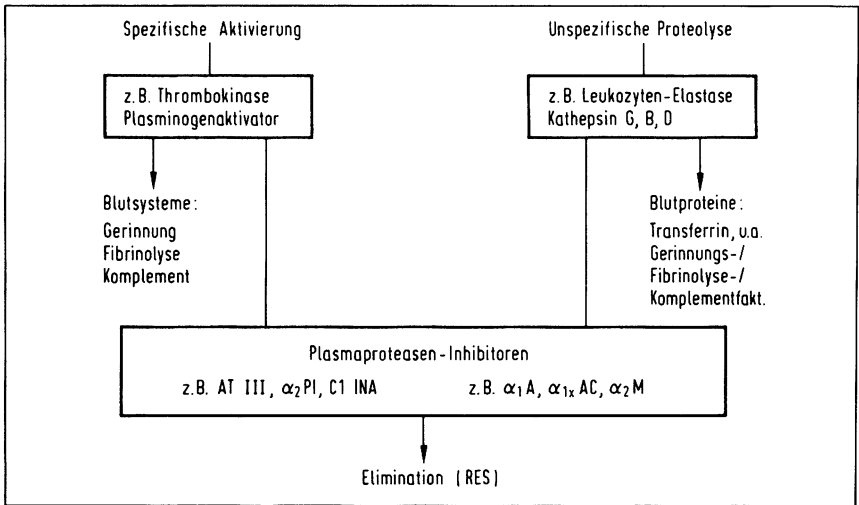 Spezifische Aktivierung
z.B. Thrombokinase
Plasminogenaktivator
Blutsysteme:
Gerinnung
Fibrinolyse
Komplement
Unspezifische Proteolyse
z.B. Leukozyten-Elastase
Kathepsin G, B, D
Blutproteine:
Transferrin, u.a.
Gerinnungs-/
Fibrinolyse-/
Komplementfakt.
Plasmaproteasen-Inhibitoren
z.B. AT III, α₂PI, C1 INA
z.B. α₁A, α₁ₓAC, α₂M
Elimination (RES)